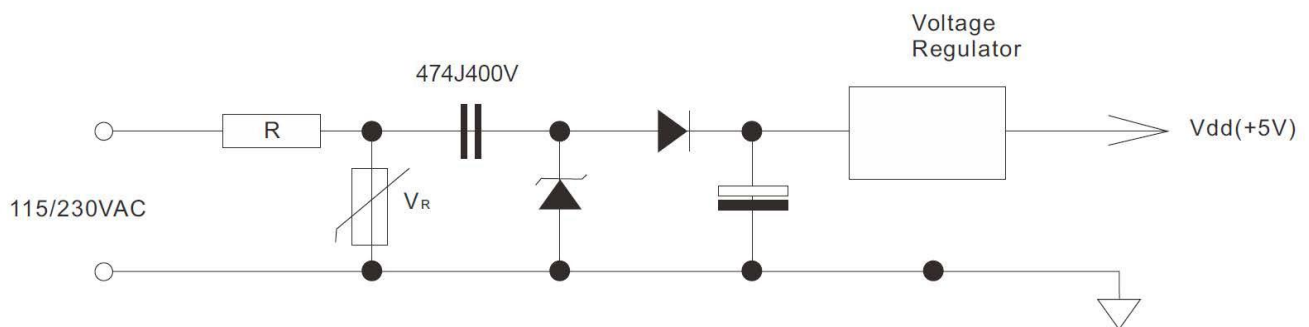 Voltage
Regulator
474J400V
R
Vdd(+5V)
VR
115/230VAC